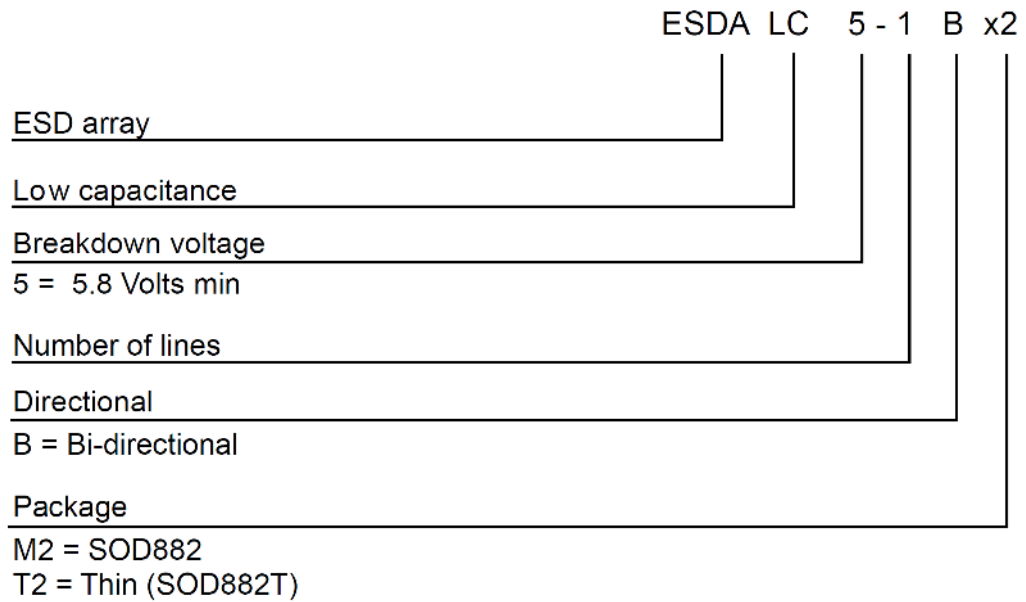 ESDA LC 5 - 1 B x2
ESD array
Low capacitance
Breakdown voltage
5 = 5.8 Volts min
Number of lines
Directional
B = Bi-directional
Package
M2 = SOD882
T2 = Thin (SOD882T)